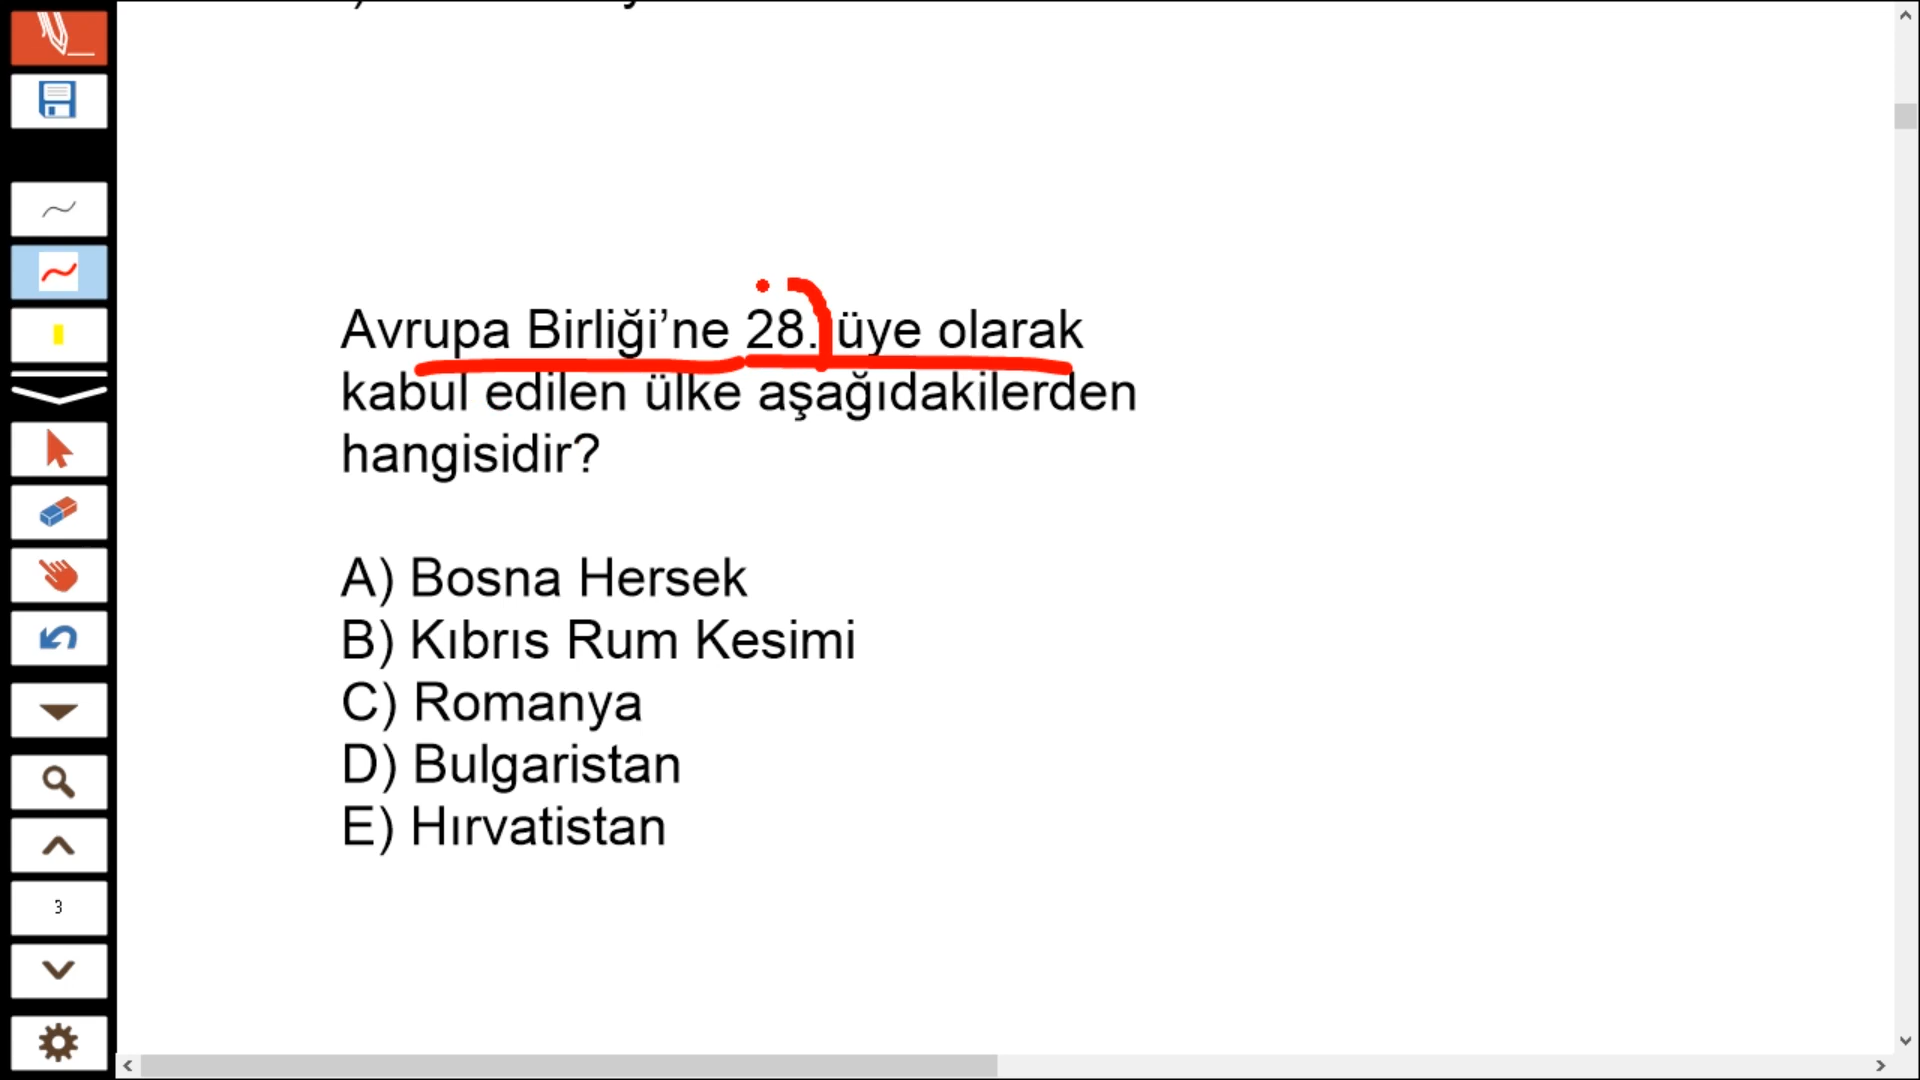 Avrupa Birliği’ne 28. üye olarak
kabul edilen ülke aşağıdakilerden
hangisidir?
A) Bosna Hersek
B) Kıbrıs Rum Kesimi
C) Romanya
D) Bulgaristan
E) Hırvatistan
3